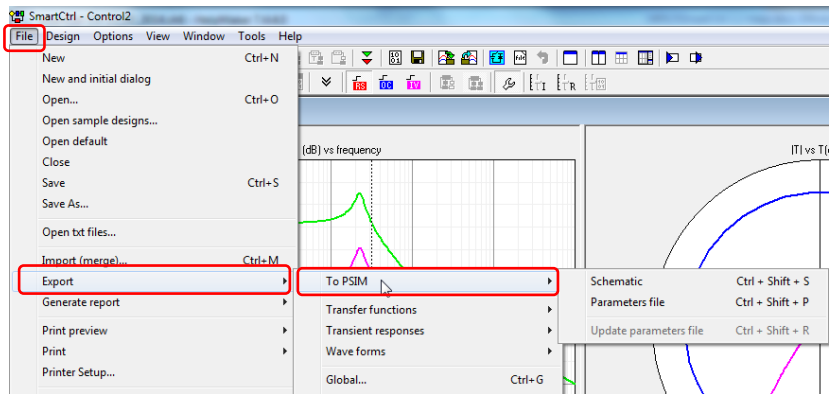 SmartCtrl - Control2
File Design Options View Window Tools Help
New Ctrl+N
New and initial dialog
Open... Ctrl+O
Open sample designs...
Open default
Close
Save Ctrl+S
Save As...
Open txt files...
Import (merge)... Ctrl+M
Export
Generate report
Print preview
Print
Printer Setup...
To PSIM
Transfer functions
Transient responses
Wave forms
Global... Ctrl+G
Schematic Ctrl + Shift + S
Parameters file Ctrl + Shift + P
Update parameters file Ctrl + Shift + R
(dB) vs frequency
|T| vs T(